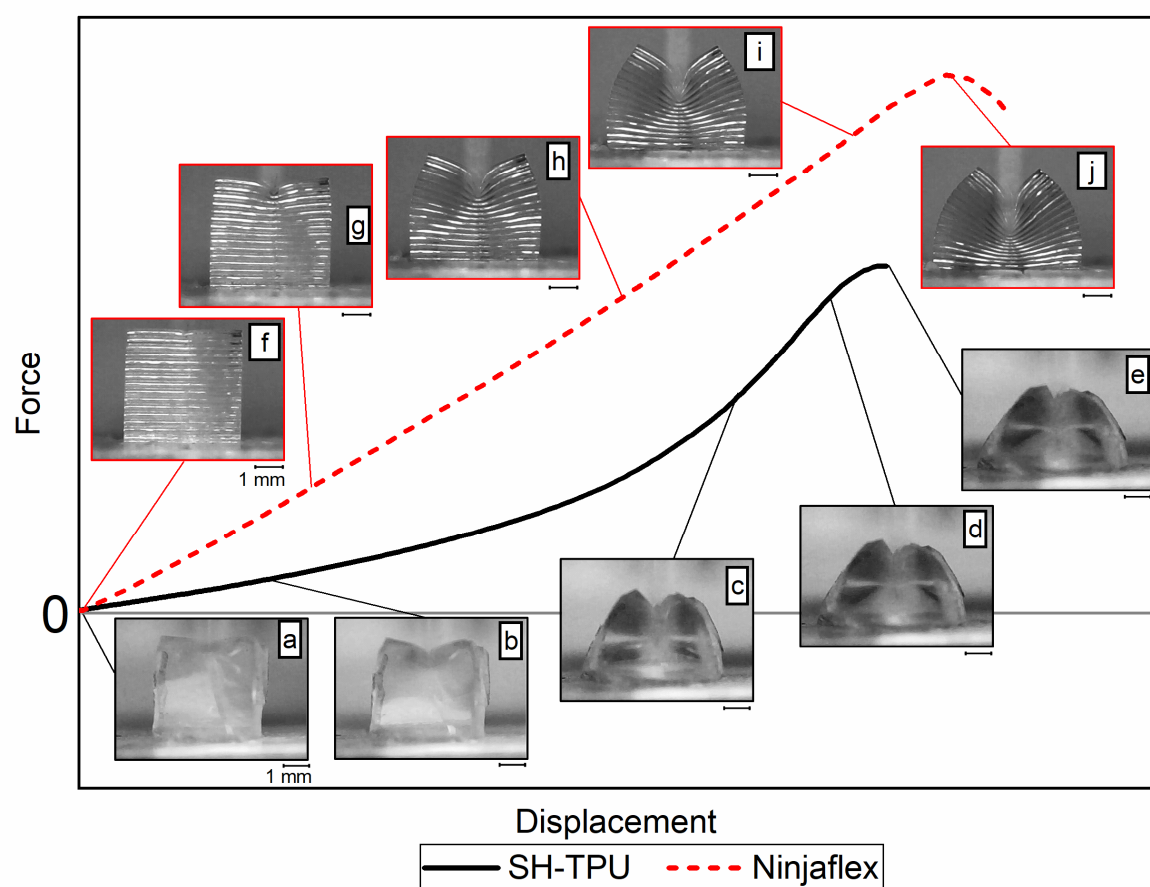 i
h
j
g
f
1 mm
e
d
c
a
b
1 mm
Force
0
Displacement
SH-TPU Ninjaflex